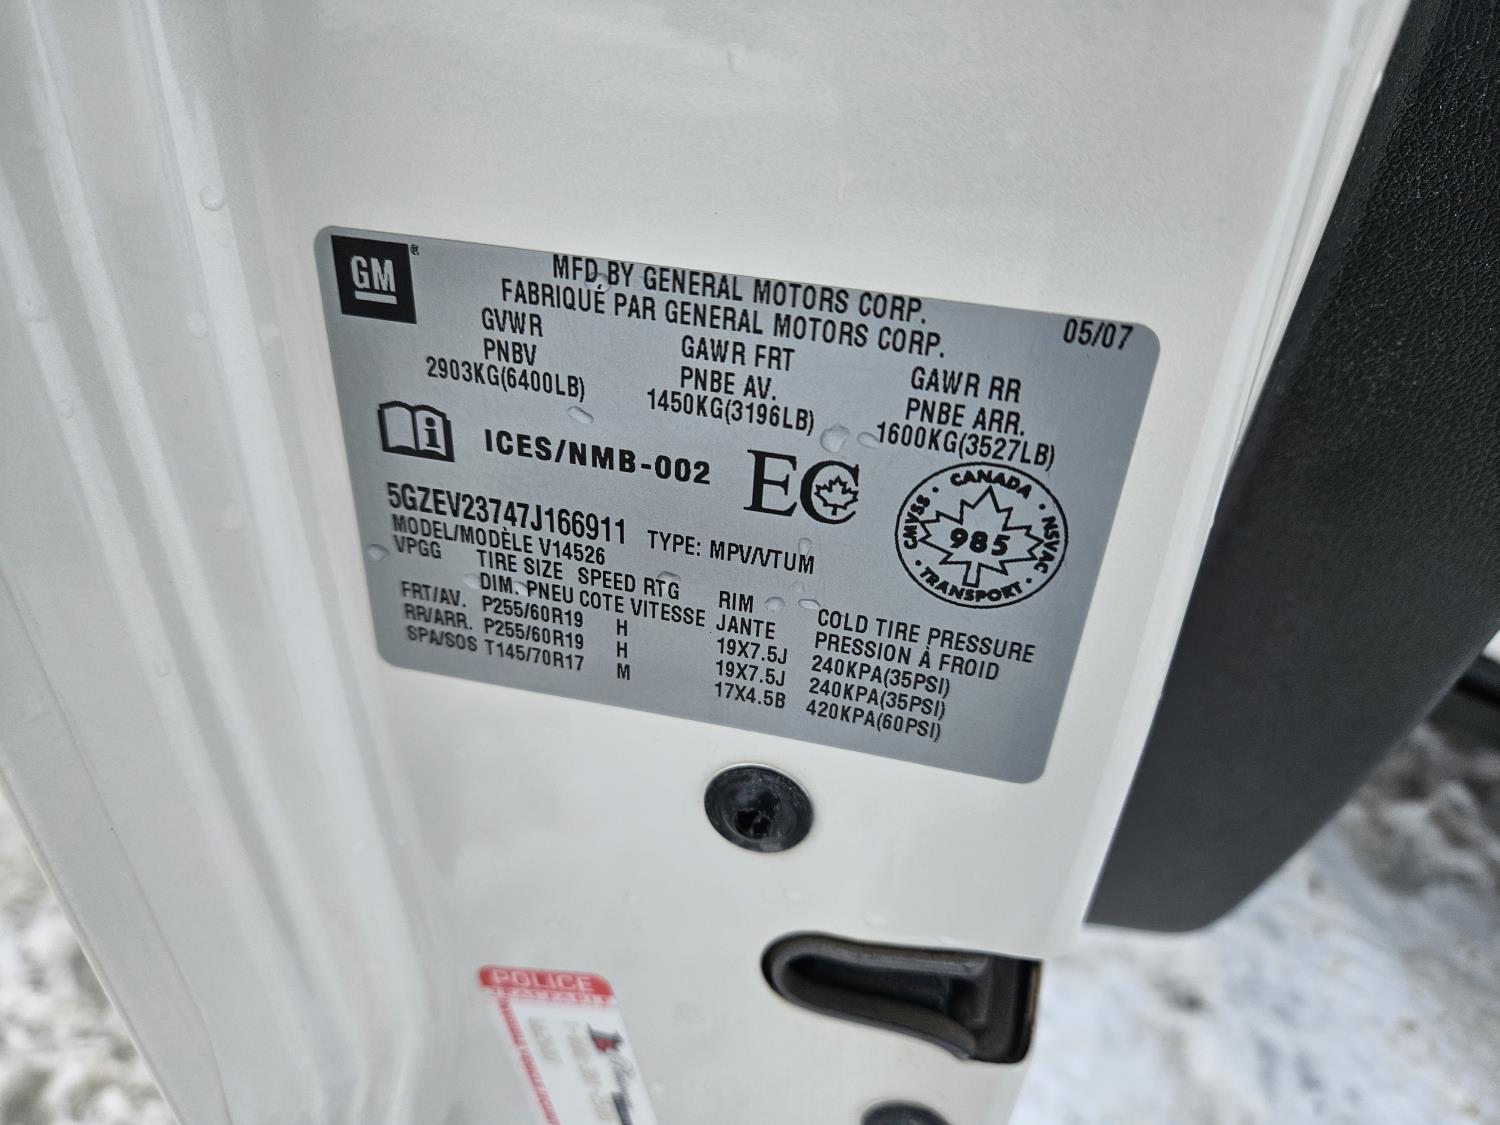 GM
®
MFD BY GENERAL MOTORS CORP.
FABRIQUÉ PAR GENERAL MOTORS CORP.
05/07
GVWR
PNBV
2903KG(6400LB)
GAWR FRT
PNBE AV.
1450KG(3196LB)
GAWR RR
PNBE ARR.
1600KG(3527LB)
i
ICES/NMB-002
EC
CANADA
CMVSS • NSVAC
985
• TRANSPORT •
5GZEV23747J166911 TYPE: MPV/VTUM
MODEL/MODÈLE V14526
VPGG TIRE SIZE SPEED RTG RIM COLD TIRE PRESSURE
DIM. PNEU COTE VITESSE JANTE PRESSION À FROID
FRT/AV. P255/60R19 H 19X7.5J 240KPA(35PSI)
RR/ARR. P255/60R19 H 19X7.5J 240KPA(35PSI)
SPA/SOS T145/70R17 M 17X4.5B 420KPA(60PSI)
POLICE